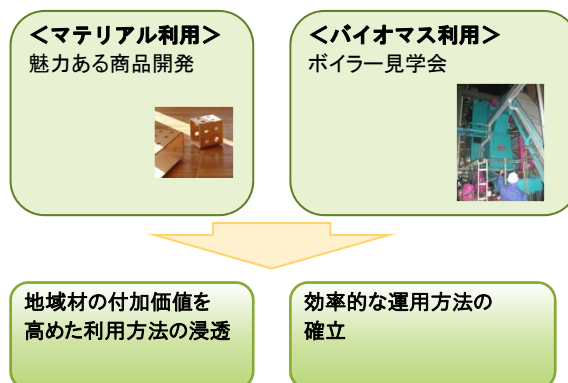 ＜マテリアル利用＞
魅力ある商品開発
＜バイオマス利用＞
ボイラー見学会
地域材の付加価値を
高めた利用方法の浸透
効率的な運用方法の
確立